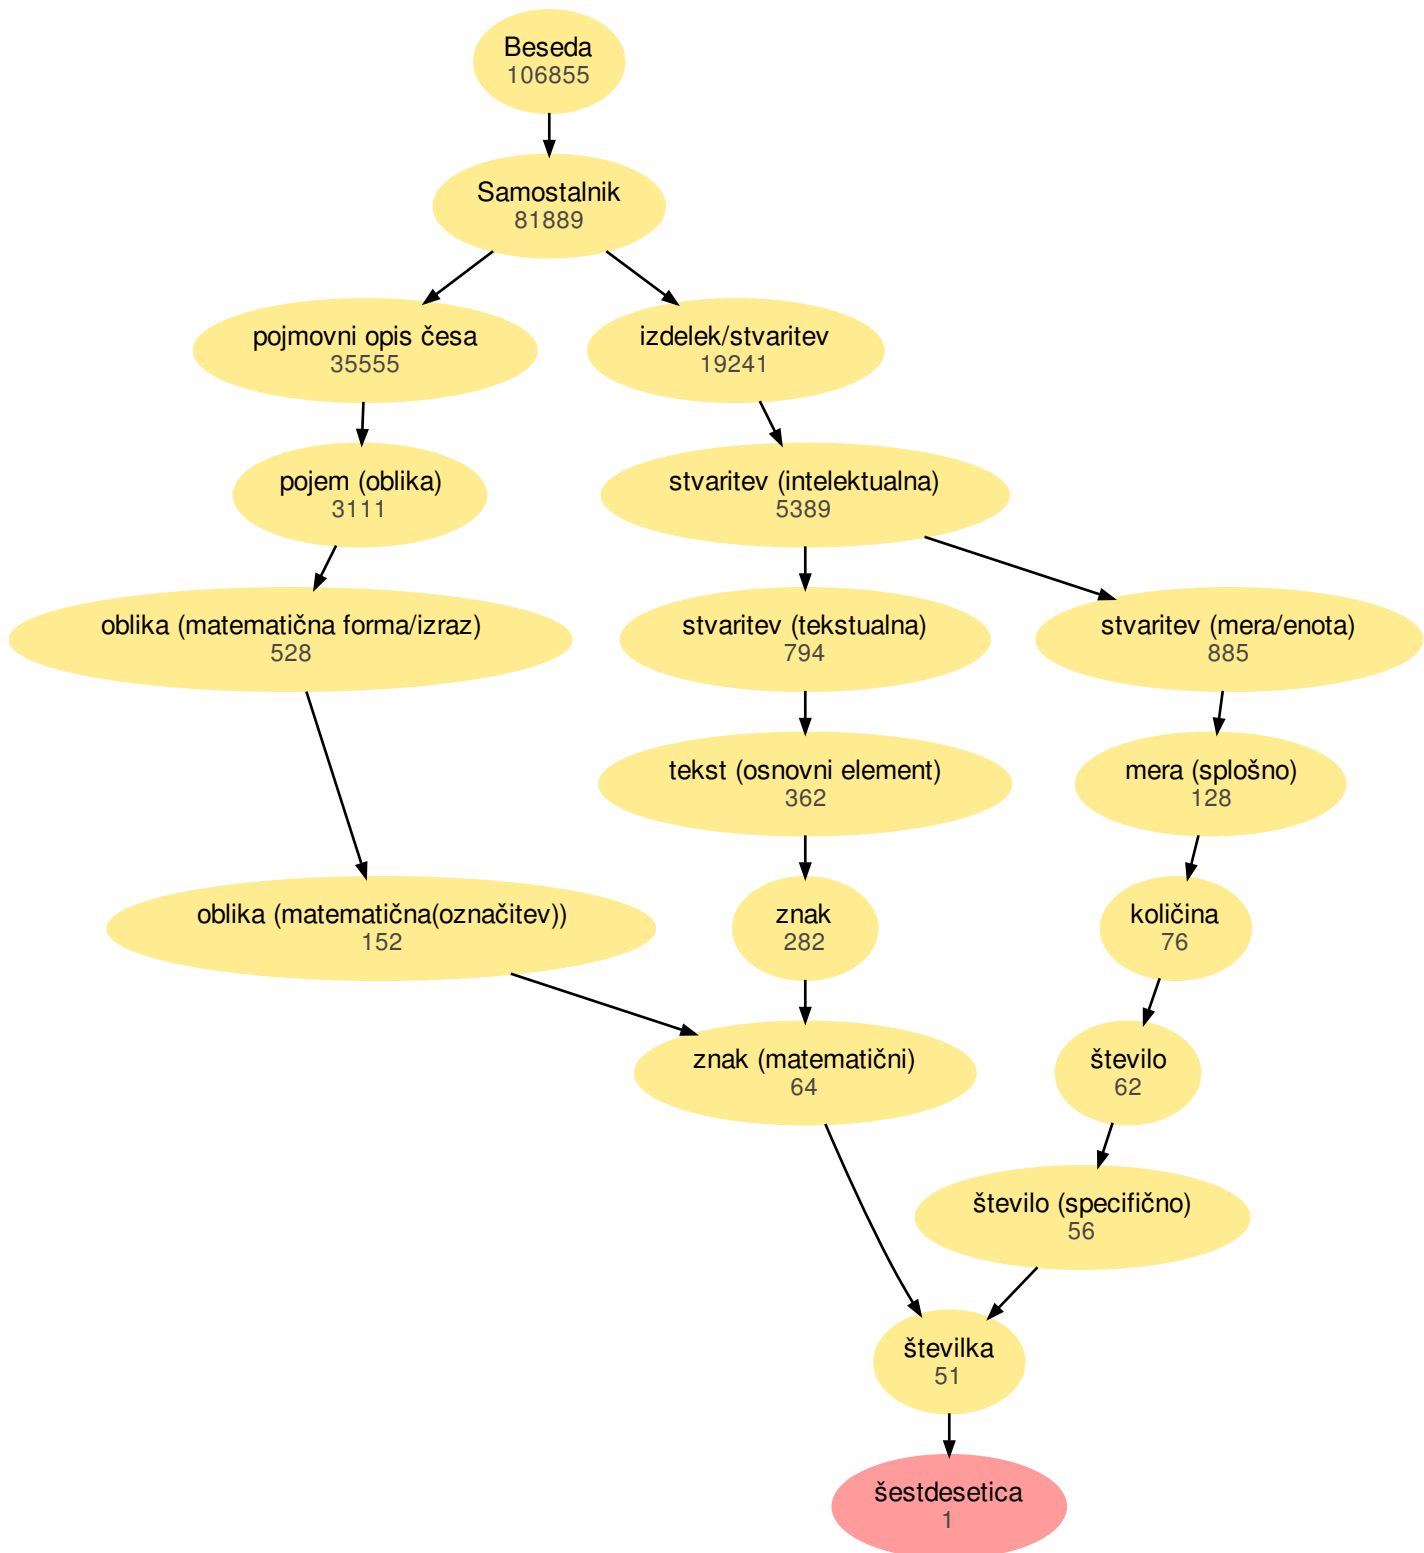 Beseda
106855
Samostalnik
81889
pojmovni opis česa
35555
izdelek/stvaritev
19241
pojem (oblika)
3111
stvaritev (intelektualna)
5389
oblika (matematična forma/izraz)
528
stvaritev (tekstualna)
794
stvaritev (mera/enota)
885
tekst (osnovni element)
362
mera (splošno)
128
oblika (matematična(označitev))
152
znak
282
količina
76
znak (matematični)
64
število
62
število (specifično)
56
številka
51
šestdesetica
1